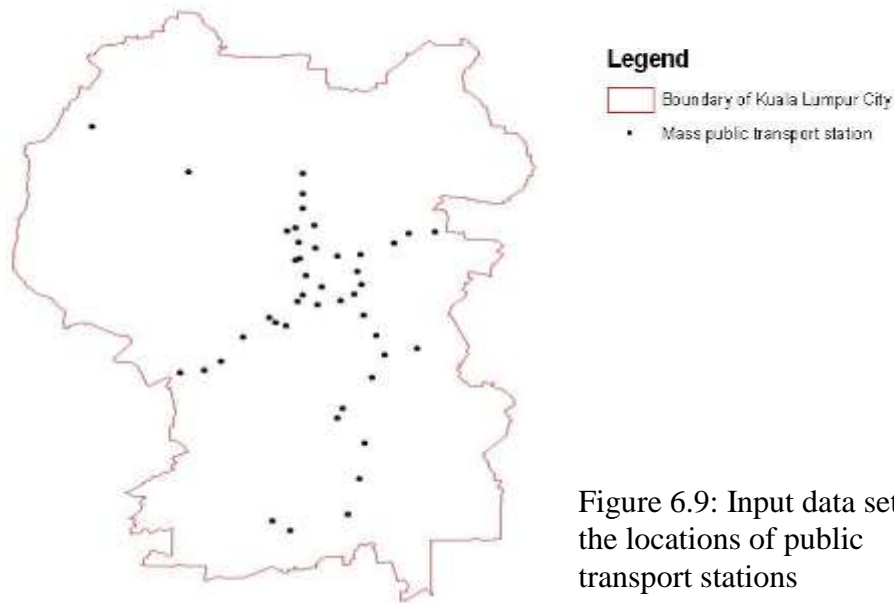 Legend
Boundary of Kuala Lumpur City
Mass public transport station
Figure 6.9: Input data set
the locations of public
transport stations